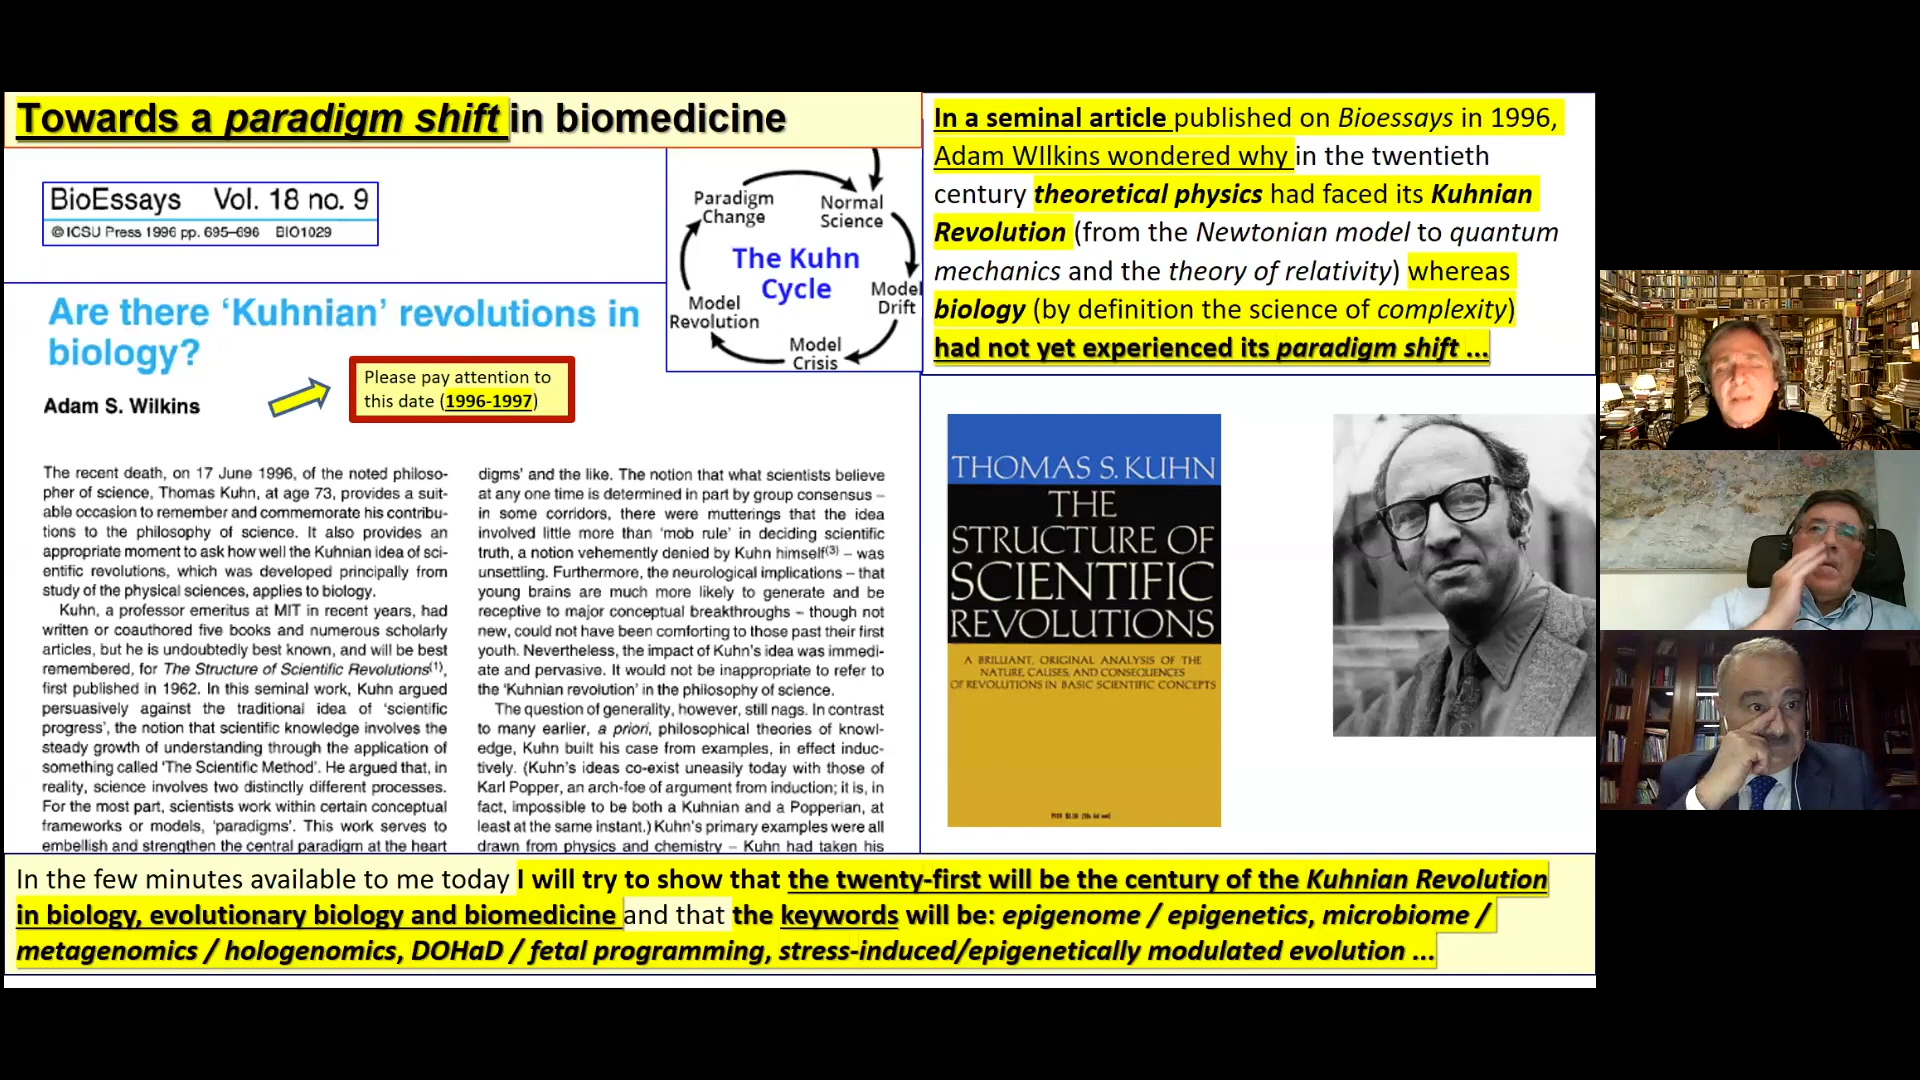 Towards a paradigm shift in biomedicine
BioEssays Vol. 18 no. 9
© ICSU Press 1996 pp. 695–696 BIO1029
Paradigm
Change
Normal
Science
The Kuhn
Cycle
Model
Drift
Model
Revolution
Model
Crisis
Are there ‘Kuhnian’ revolutions in
biology?
Please pay attention to
this date (1996-1997)
Adam S. Wilkins
The recent death, on 17 June 1996, of the noted philoso-
pher of science, Thomas Kuhn, at age 73, provides a suit-
able occasion to remember and commemorate his contribu-
tions to the philosophy of science. It also provides an
appropriate moment to ask how well the Kuhnian idea of sci-
entific revolutions, which was developed principally from
study of the physical sciences, applies to biology.
Kuhn, a professor emeritus at MIT in recent years, had
written or coauthored five books and numerous scholarly
articles, but he is undoubtedly best known, and will be best
remembered, for The Structure of Scientific Revolutions(1),
first published in 1962. In this seminal work, Kuhn argued
persuasively against the traditional idea of ‘scientific
progress’, the notion that scientific knowledge involves the
steady growth of understanding through the application of
something called ‘The Scientific Method’. He argued that, in
reality, science involves two distinctly different processes.
For the most part, scientists work within certain conceptual
frameworks or models, ‘paradigms’. This work serves to
embellish and strengthen the central paradigm at the heart
digms’ and the like. The notion that what scientists believe
at any one time is determined in part by group consensus –
in some corridors, there were mutterings that the idea
involved little more than ‘mob rule’ in deciding scientific
truth, a notion vehemently denied by Kuhn himself(3) – was
unsettling. Furthermore, the neurological implications – that
young brains are much more likely to generate and be
receptive to major conceptual breakthroughs – though not
new, could not have been comforting to those past their first
youth. Nevertheless, the impact of Kuhn’s idea was immedi-
ate and pervasive. It would not be inappropriate to refer to
the ‘Kuhnian revolution’ in the philosophy of science.
The question of generality, however, still nags. In contrast
to many earlier, a priori, philosophical theories of knowl-
edge, Kuhn built his case from examples, in effect induc-
tively. (Kuhn’s ideas co-exist uneasily today with those of
Karl Popper, an arch-foe of argument from induction; it is, in
fact, impossible to be both a Kuhnian and a Popperian, at
least at the same instant.) Kuhn’s primary examples were all
drawn from physics and chemistry – Kuhn had taken his
In a seminal article published on Bioessays in 1996,
Adam WIlkins wondered why in the twentieth
century theoretical physics had faced its Kuhnian
Revolution (from the Newtonian model to quantum
mechanics and the theory of relativity) whereas
biology (by definition the science of complexity)
had not yet experienced its paradigm shift ...
THOMAS S. KUHN
THE
STRUCTURE OF
SCIENTIFIC
REVOLUTIONS
A BRILLIANT, ORIGINAL ANALYSIS OF THE
NATURE, CAUSES, AND CONSEQUENCES
OF REVOLUTIONS IN BASIC SCIENTIFIC CONCEPTS
In the few minutes available to me today I will try to show that the twenty-first will be the century of the Kuhnian Revolution
in biology, evolutionary biology and biomedicine and that the keywords will be: epigenome / epigenetics, microbiome /
metagenomics / hologenomics, DOHaD / fetal programming, stress-induced/epigenetically modulated evolution ...